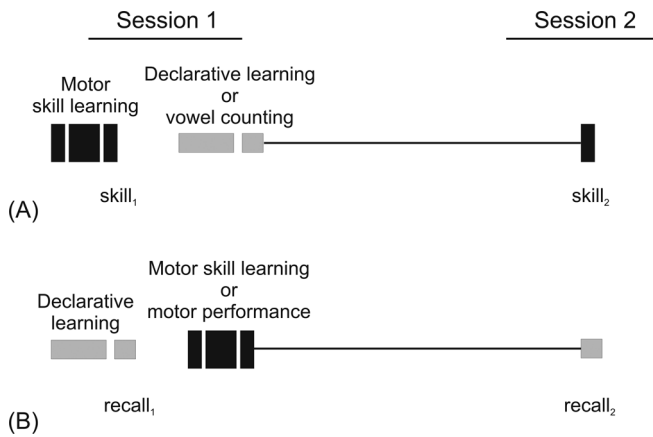 Session 1
Session 2
Motor
skill learning
Declarative learning
or
vowel counting
skill₁
skill₂
(A)
Declarative
learning
Motor skill learning
or
motor performance
recall₁
recall₂
(B)